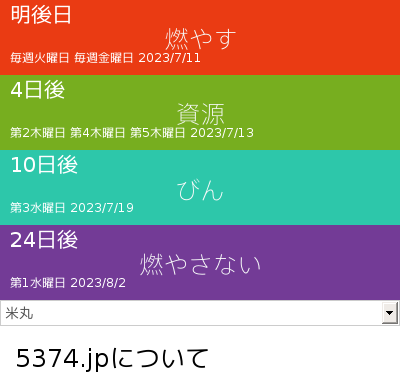 明後日
燃やす
毎週火曜日 毎週金曜日 2023/7/11
4日後
資源
第2木曜日 第4木曜日 第5木曜日 2023/7/13
10日後
びん
第3水曜日 2023/7/19
24日後
燃やさない
第1水曜日 2023/8/2
米丸
5374.jpについて